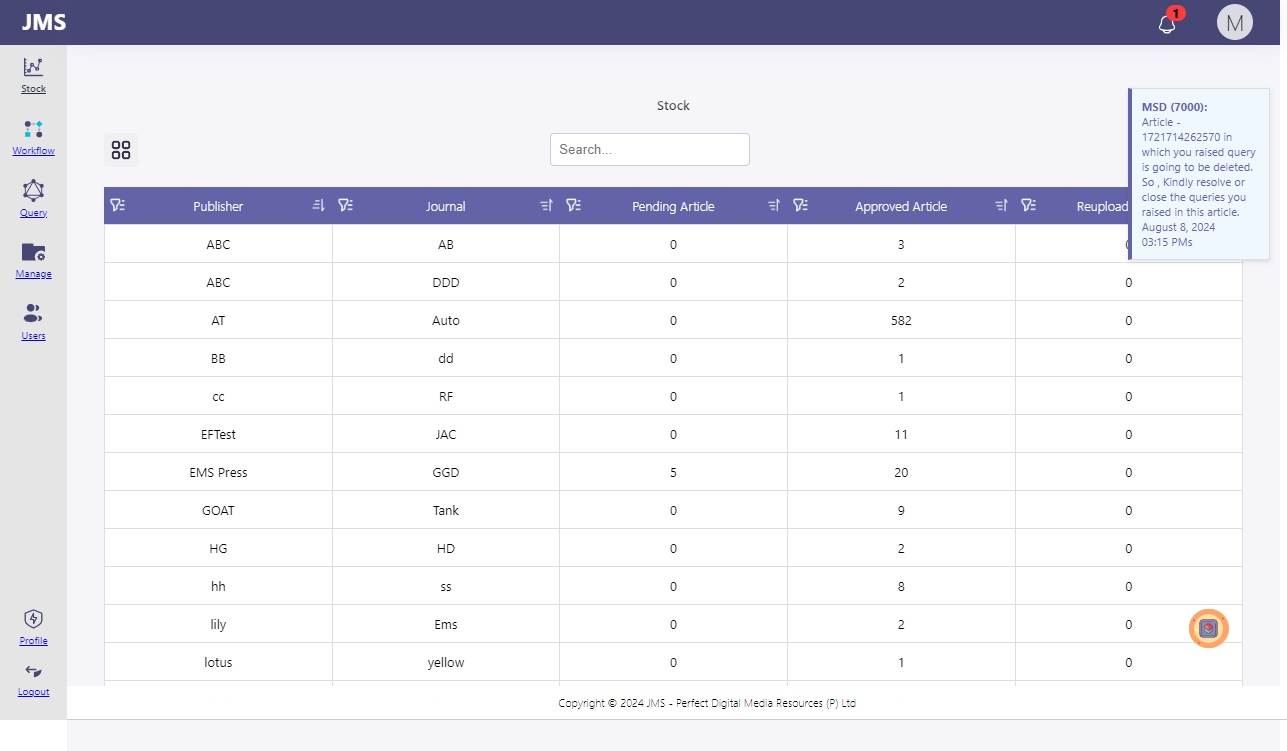 JMS
1
M
Stock
Workflow
Query
Manage
Users
Profile
Logout
Stock
Search...
MSD (7000):
Article -
1721714262570 in
which you raised query
is going to be deleted.
So , Kindly resolve or
close the queries you
raised in this article.
August 8, 2024
03:15 PMs
Publisher Journal Pending Article Approved Article Reupload
ABC AB 0 3 0
ABC DDD 0 2 0
AT Auto 0 582 0
BB dd 0 1 0
cc RF 0 1 0
EFTest JAC 0 11 0
EMS Press GGD 5 20 0
GOAT Tank 0 9 0
HG HD 0 2 0
hh ss 0 8 0
lily Ems 0 2 0
lotus yellow 0 1 0
Copyright © 2024 JMS - Perfect Digital Media Resources (P) Ltd